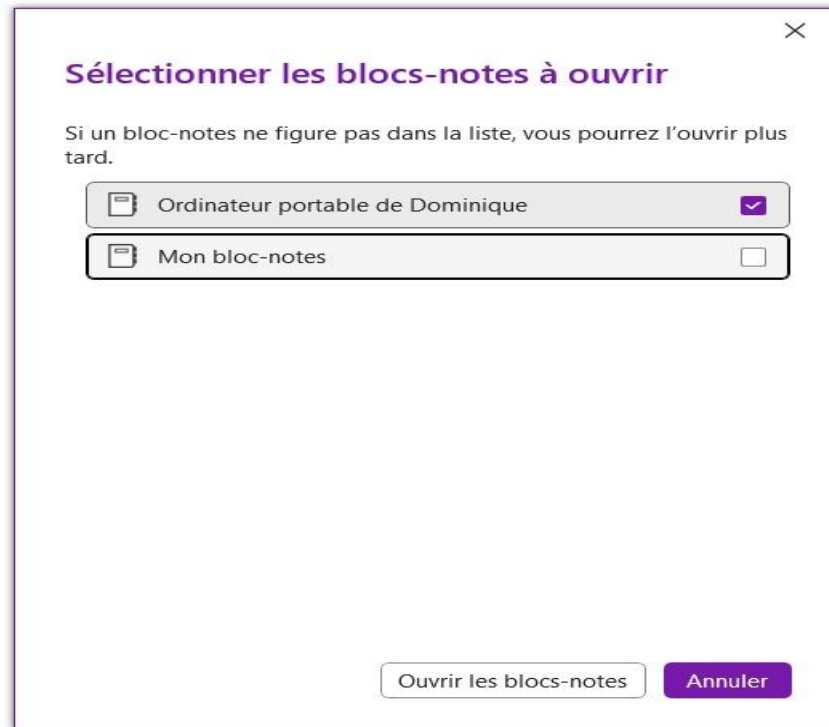 Sélectionner les blocs-notes à ouvrir
Si un bloc-notes ne figure pas dans la liste, vous pourrez l’ouvrir plus
tard.
Ordinateur portable de Dominique
Mon bloc-notes
Ouvrir les blocs-notes
Annuler